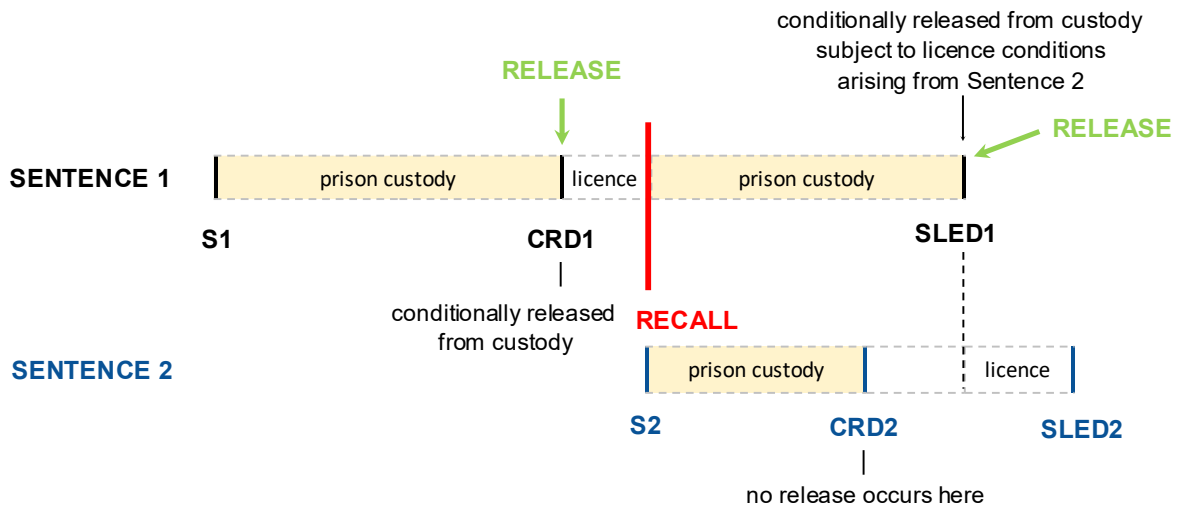 conditionally released from custody
subject to licence conditions
arising from Sentence 2
RELEASE
RELEASE
SENTENCE 1
prison custody
licence
prison custody
S1
CRD1
SLED1
conditionally released
from custody
RECALL
SENTENCE 2
prison custody
licence
S2
CRD2
SLED2
no release occurs here